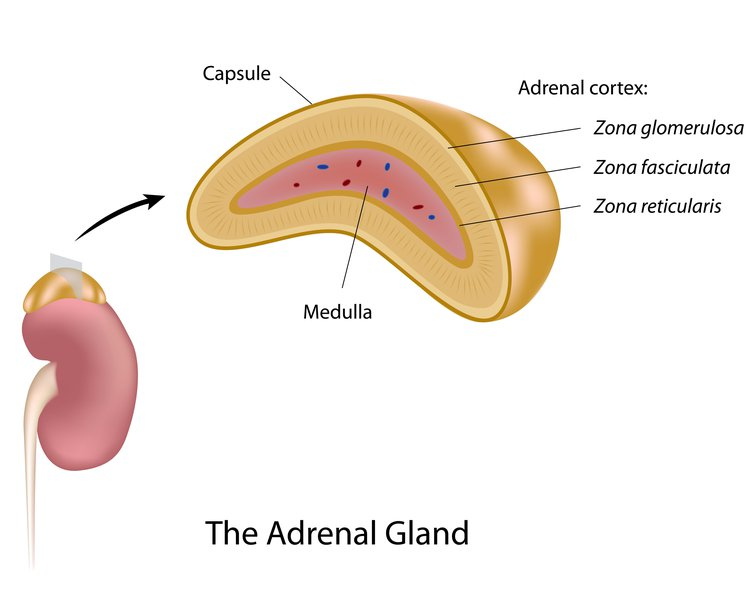 Capsule
Adrenal cortex:
Zona glomerulosa
Zona fasciculata
Zona reticularis
Medulla
The Adrenal Gland